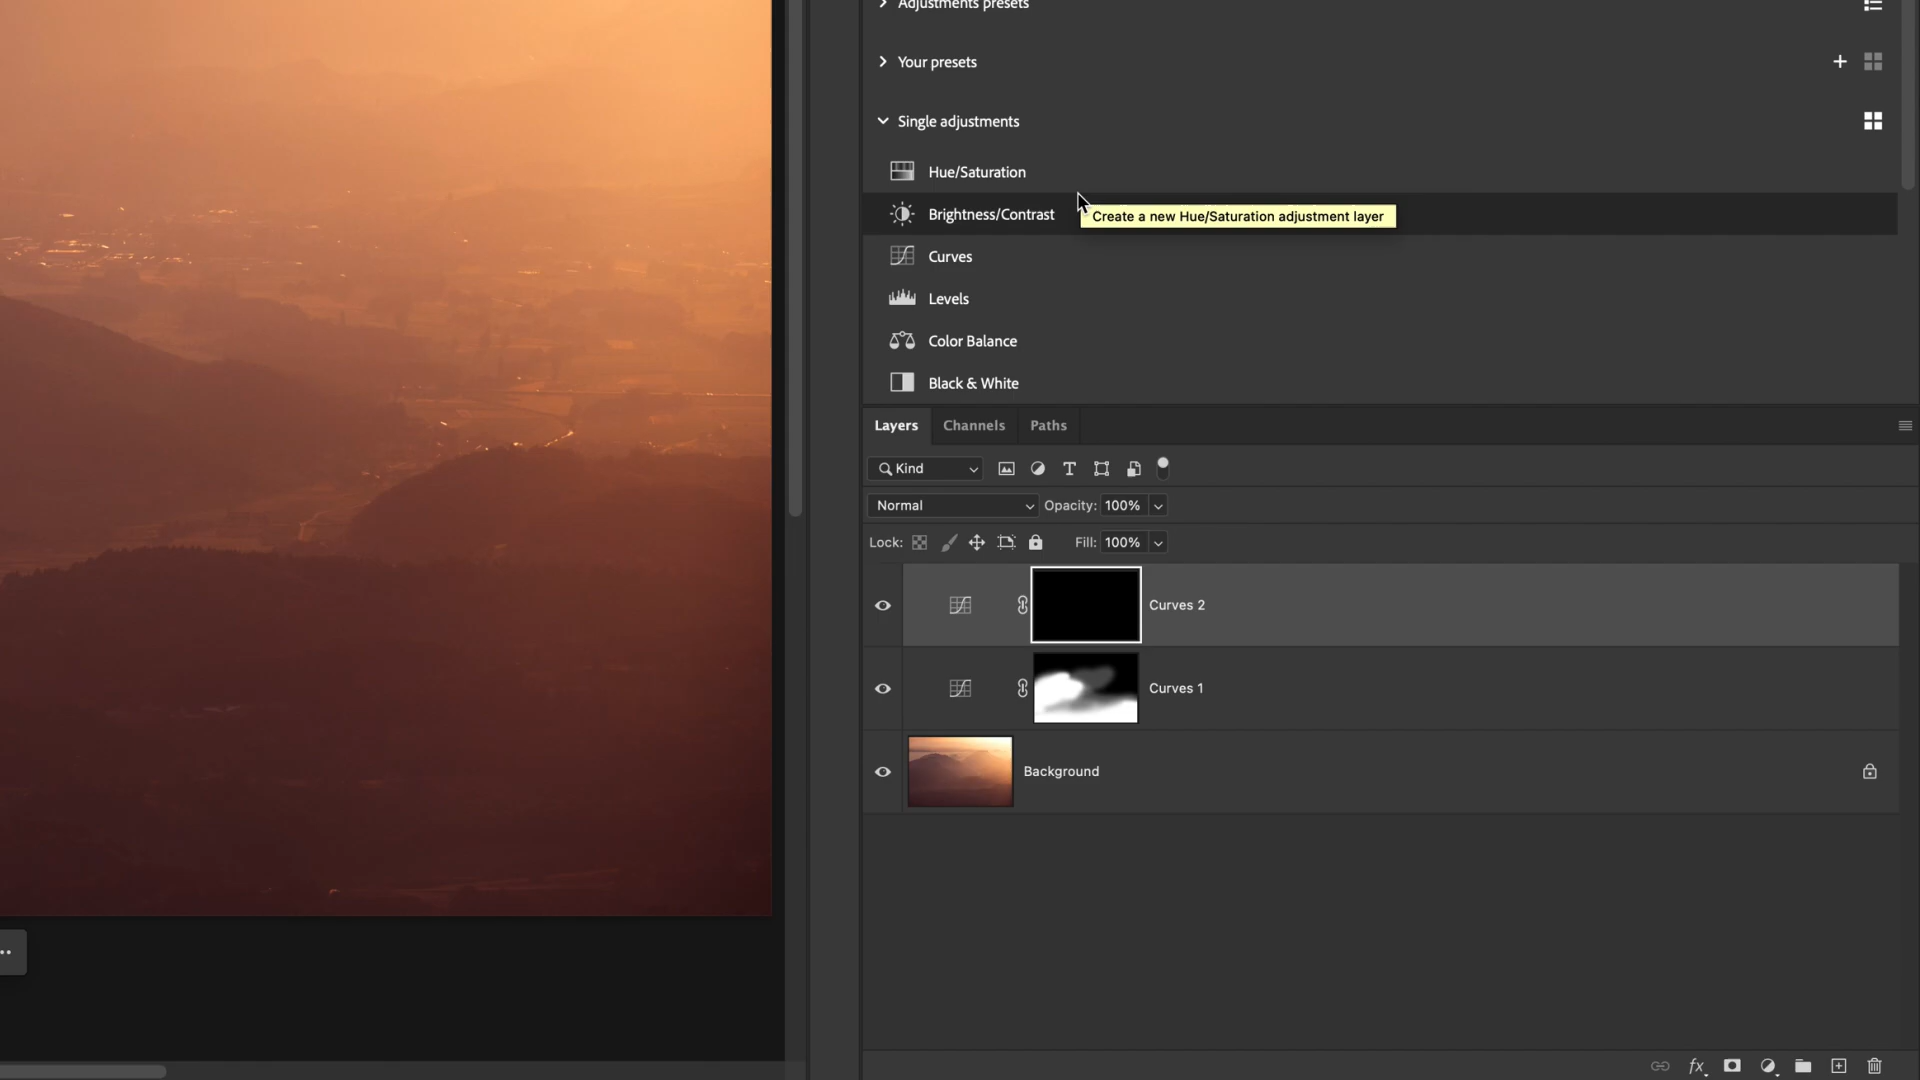 Adjustments presets
Your presets
Single adjustments
Hue/Saturation
Brightness/Contrast
Create a new Hue/Saturation adjustment layer
Curves
Levels
Color Balance
Black & White
Layers Channels Paths
Kind
Normal Opacity: 100%
Lock: Fill: 100%
Curves 2
Curves 1
Background
fx